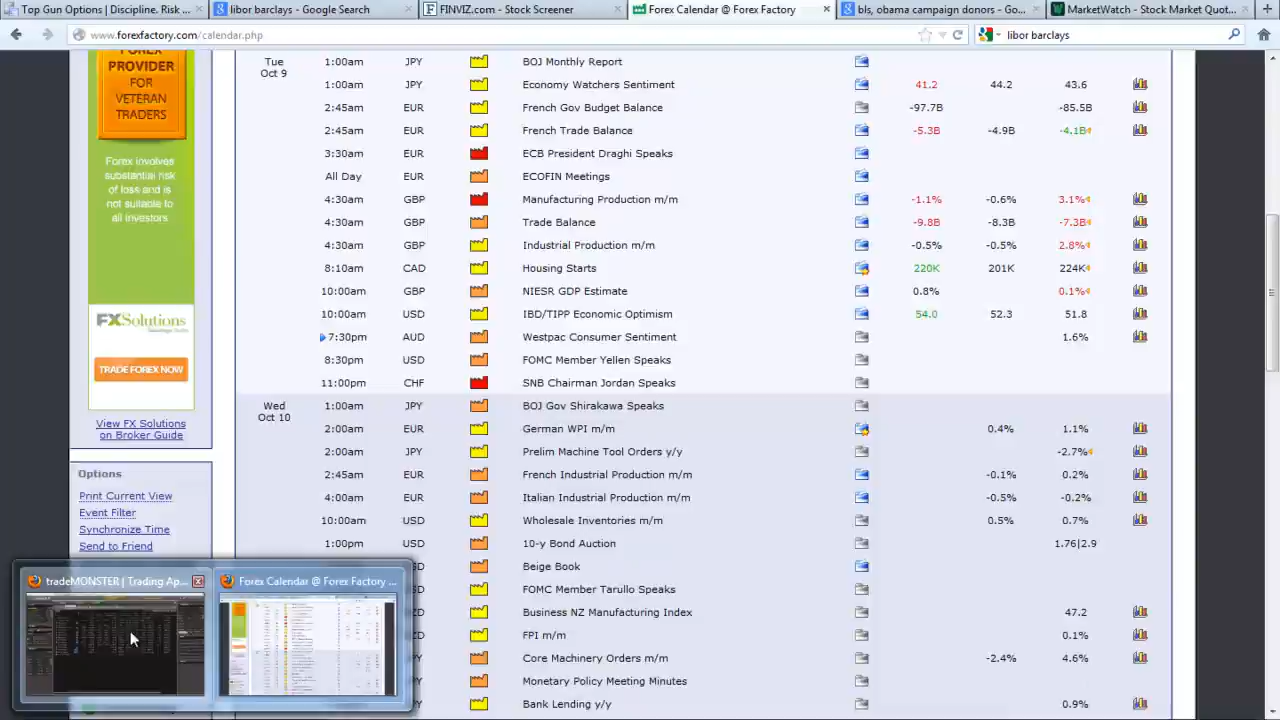 Top Gun Options | Discipline. Risk ...
libor barclays - Google Search
FINVIZ.com - Stock Screener
Forex Calendar @ Forex Factory
bls, obama campaign donors - Go...
MarketWatch - Stock Market Quot...
www.forexfactory.com/calendar.php
libor barclays
FOREX
PROVIDER
FOR
VETERAN
TRADERS
Forex involves
substantial risk
of loss and is
not suitable to
all investors
FXSolutions
TRADE FOREX NOW
View FX Solutions
on Broker Guide
Options
Print Current View
Event Filter
Synchronize Time
Send to Friend
Tue
Oct 9
1:00am JPY BOJ Monthly Report
1:00am JPY Economy Watchers Sentiment 41.2 44.2 43.6
2:45am EUR French Gov Budget Balance -97.7B -85.5B
2:45am EUR French Trade Balance -5.3B -4.9B -4.1B
3:30am EUR ECB President Draghi Speaks
All Day EUR ECOFIN Meetings
4:30am GBP Manufacturing Production m/m -1.1% -0.6% 3.1%
4:30am GBP Trade Balance -9.8B -8.3B -7.3B
4:30am GBP Industrial Production m/m -0.5% -0.5% 2.8%
8:10am CAD Housing Starts 220K 201K 224K
10:00am GBP NIESR GDP Estimate 0.8% 0.1%
10:00am USD IBD/TIPP Economic Optimism 54.0 52.3 51.8
7:30pm AUD Westpac Consumer Sentiment 1.6%
8:30pm USD FOMC Member Yellen Speaks
11:00pm CHF SNB Chairman Jordan Speaks
Wed
Oct 10
1:00am JPY BOJ Gov Shirakawa Speaks
2:00am EUR German WPI m/m 0.4% 1.1%
2:00am JPY Prelim Machine Tool Orders y/y -2.7%
2:45am EUR French Industrial Production m/m -0.1% 0.2%
4:00am EUR Italian Industrial Production m/m -0.5% -0.2%
10:00am USD Wholesale Inventories m/m 0.5% 0.7%
1:00pm USD 10-y Bond Auction 1.76|2.9
Beige Book
FOMC Member Tarullo Speaks
Business NZ Manufacturing Index 47.2
0.1%
Monetary Policy Meeting Minutes
Bank Lending y/y 0.9%
tradeMONSTER | Trading Ap...
Forex Calendar @ Forex Factory ...